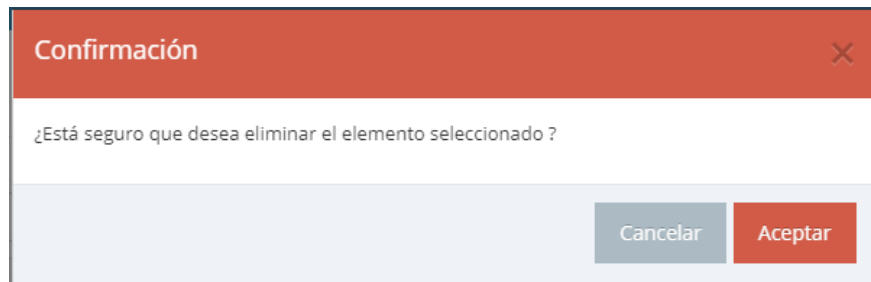 Confirmación
¿Está seguro que desea eliminar el elemento seleccionado ?
Cancelar Aceptar